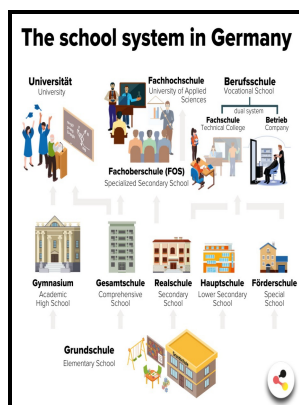 The school system in Germany
Universität
University
Fachhochschule
University of Applied
Sciences
Berufsschule
Vocational School
dual system
Fachschule
Technical College
Betrieb
Company
Fachoberschule (FOS)
Specialized Secondary School
Gymnasium
Academic
High School
Gesamtschule
Comprehensive
School
Realschule
Secondary
School
Hauptschule
Lower Secondary
School
Förderschule
Special
School
Grundschule
Elementary School